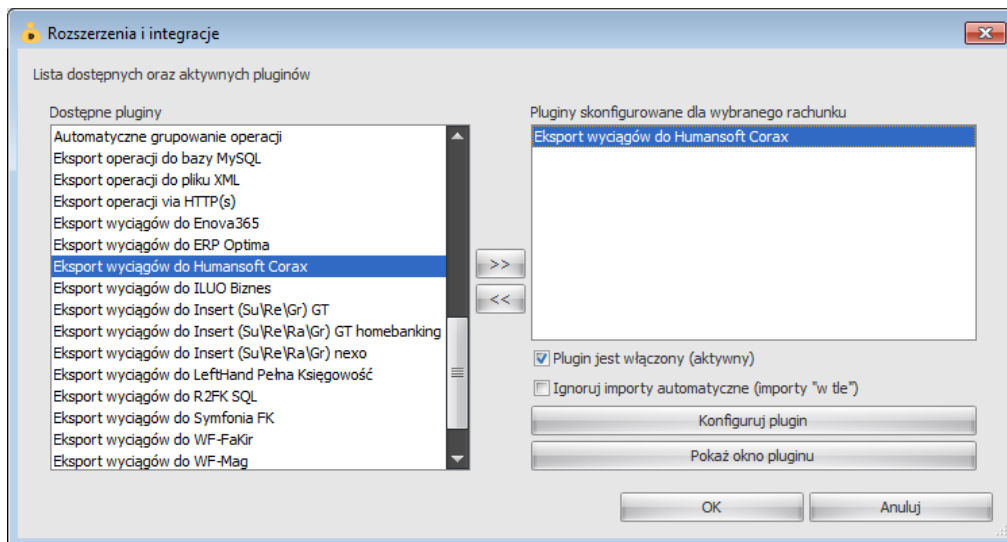 Rozszerzenia i integracje
Lista dostępnych oraz aktywnych pluginów
Dostępne pluginy
Automatyczne grupowanie operacji
Eksport operacji do bazy MySQL
Eksport operacji do pliku XML
Eksport operacji via HTTP(s)
Eksport wyciągów do Enova365
Eksport wyciągów do ERP Optima
Eksport wyciągów do Humansoft Corax
Eksport wyciągów do ILUO Biznes
Eksport wyciągów do Insert (Su\Re\Gr) GT
Eksport wyciągów do Insert (Su\Re\Ra\Gr) GT homebanking
Eksport wyciągów do Insert (Su\Re\Ra\Gr) nexo
Eksport wyciągów do LeftHand Pełna Księgowość
Eksport wyciągów do R2FK SQL
Eksport wyciągów do Symfonia FK
Eksport wyciągów do WF-FaKir
Eksport wyciągów do WF-Mag
>>
<<
Pluginy skonfigurowane dla wybranego rachunku
Eksport wyciągów do Humansoft Corax
Plugin jest włączony (aktywny)
Ignoruj importy automatyczne (importy "w tle")
Konfiguruj plugin
Pokaż okno pluginu
OK
Anuluj